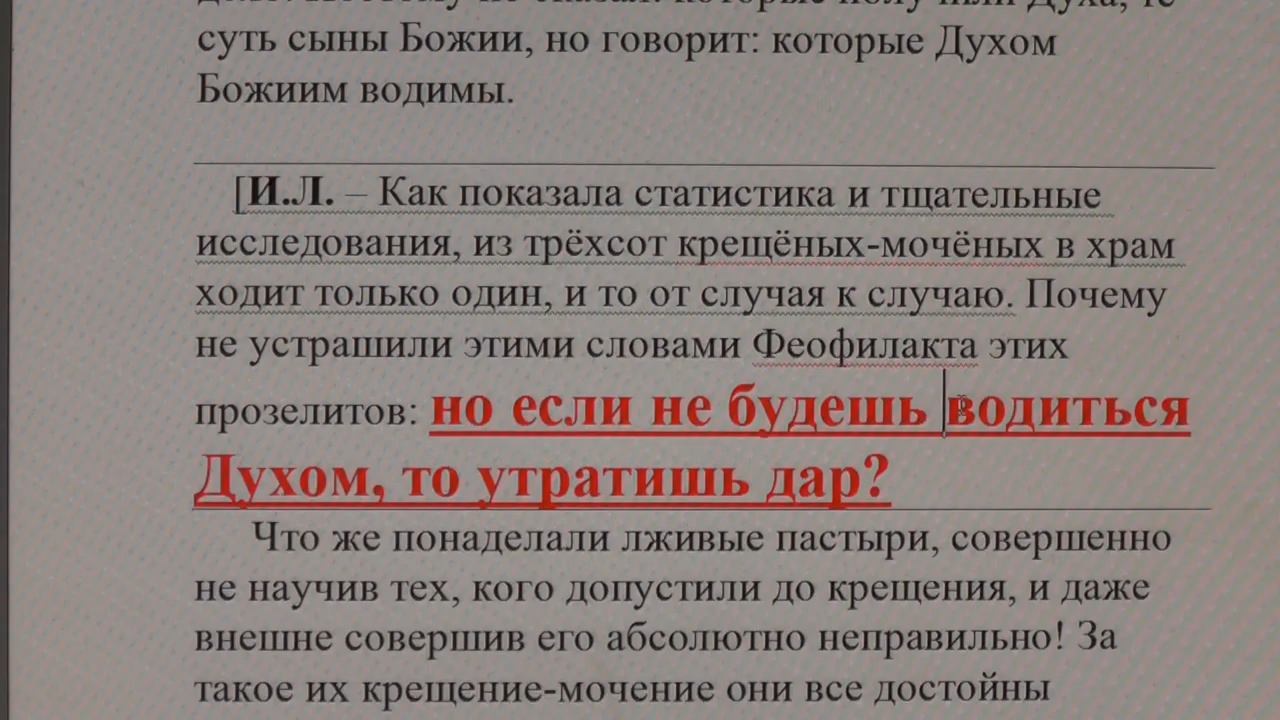 суть сыны Божии, но говорит: которые Духом
Божиим водимы.
[И.Л. – Как показала статистика и тщательные
исследования, из трёхсот крещёных-мочёных в храм
ходит только один, и то от случая к случаю. Почему
не устрашили этими словами Феофилакта этих
прозелитов: но если не будешь водиться
Духом, то утратишь дар?
Что же понаделали лживые пастыри, совершенно
не научив тех, кого допустили до крещения, и даже
внешне совершив его абсолютно неправильно! За
такое их крещение-мочение они все достойны